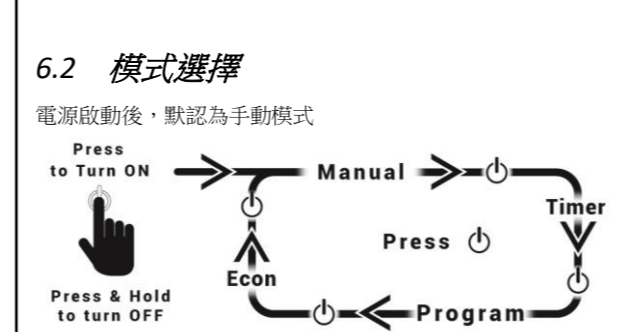 6.2 模式選擇
電源啟動後，默認為手動模式
Press
to Turn ON
Manual
Timer
Press
Econ
Program
Press & Hold
to turn OFF